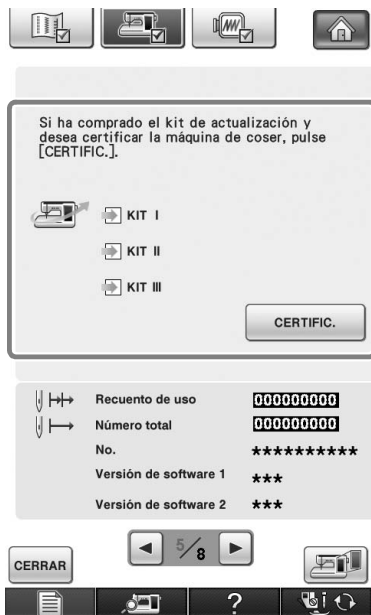 Si ha comprado el kit de actualización y
desea certificar la máquina de coser, pulse
[CERTIFIC.].
KIT I
KIT II
KIT III
CERTIFIC.
Recuento de uso 000000000
Número total 000000000
No. **********
Versión de software 1 ***
Versión de software 2 ***
CERRAR
5/8
?